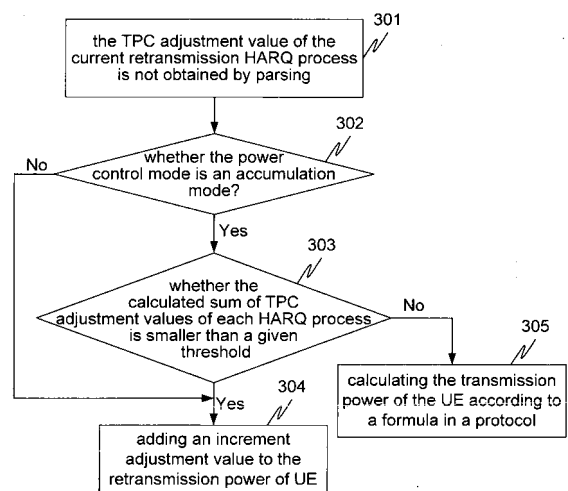 301
the TPC adjustment value of the
current retransmission HARQ process
is not obtained by parsing
302
No
whether the power
control mode is an accumulation
mode?
Yes
303
whether the
calculated sum of TPC
adjustment values of each HARQ process
is smaller than a given
threshold
No
305
calculating the transmission
power of the UE according to
a formula in a protocol
Yes
304
adding an increment
adjustment value to the
retransmission power of UE